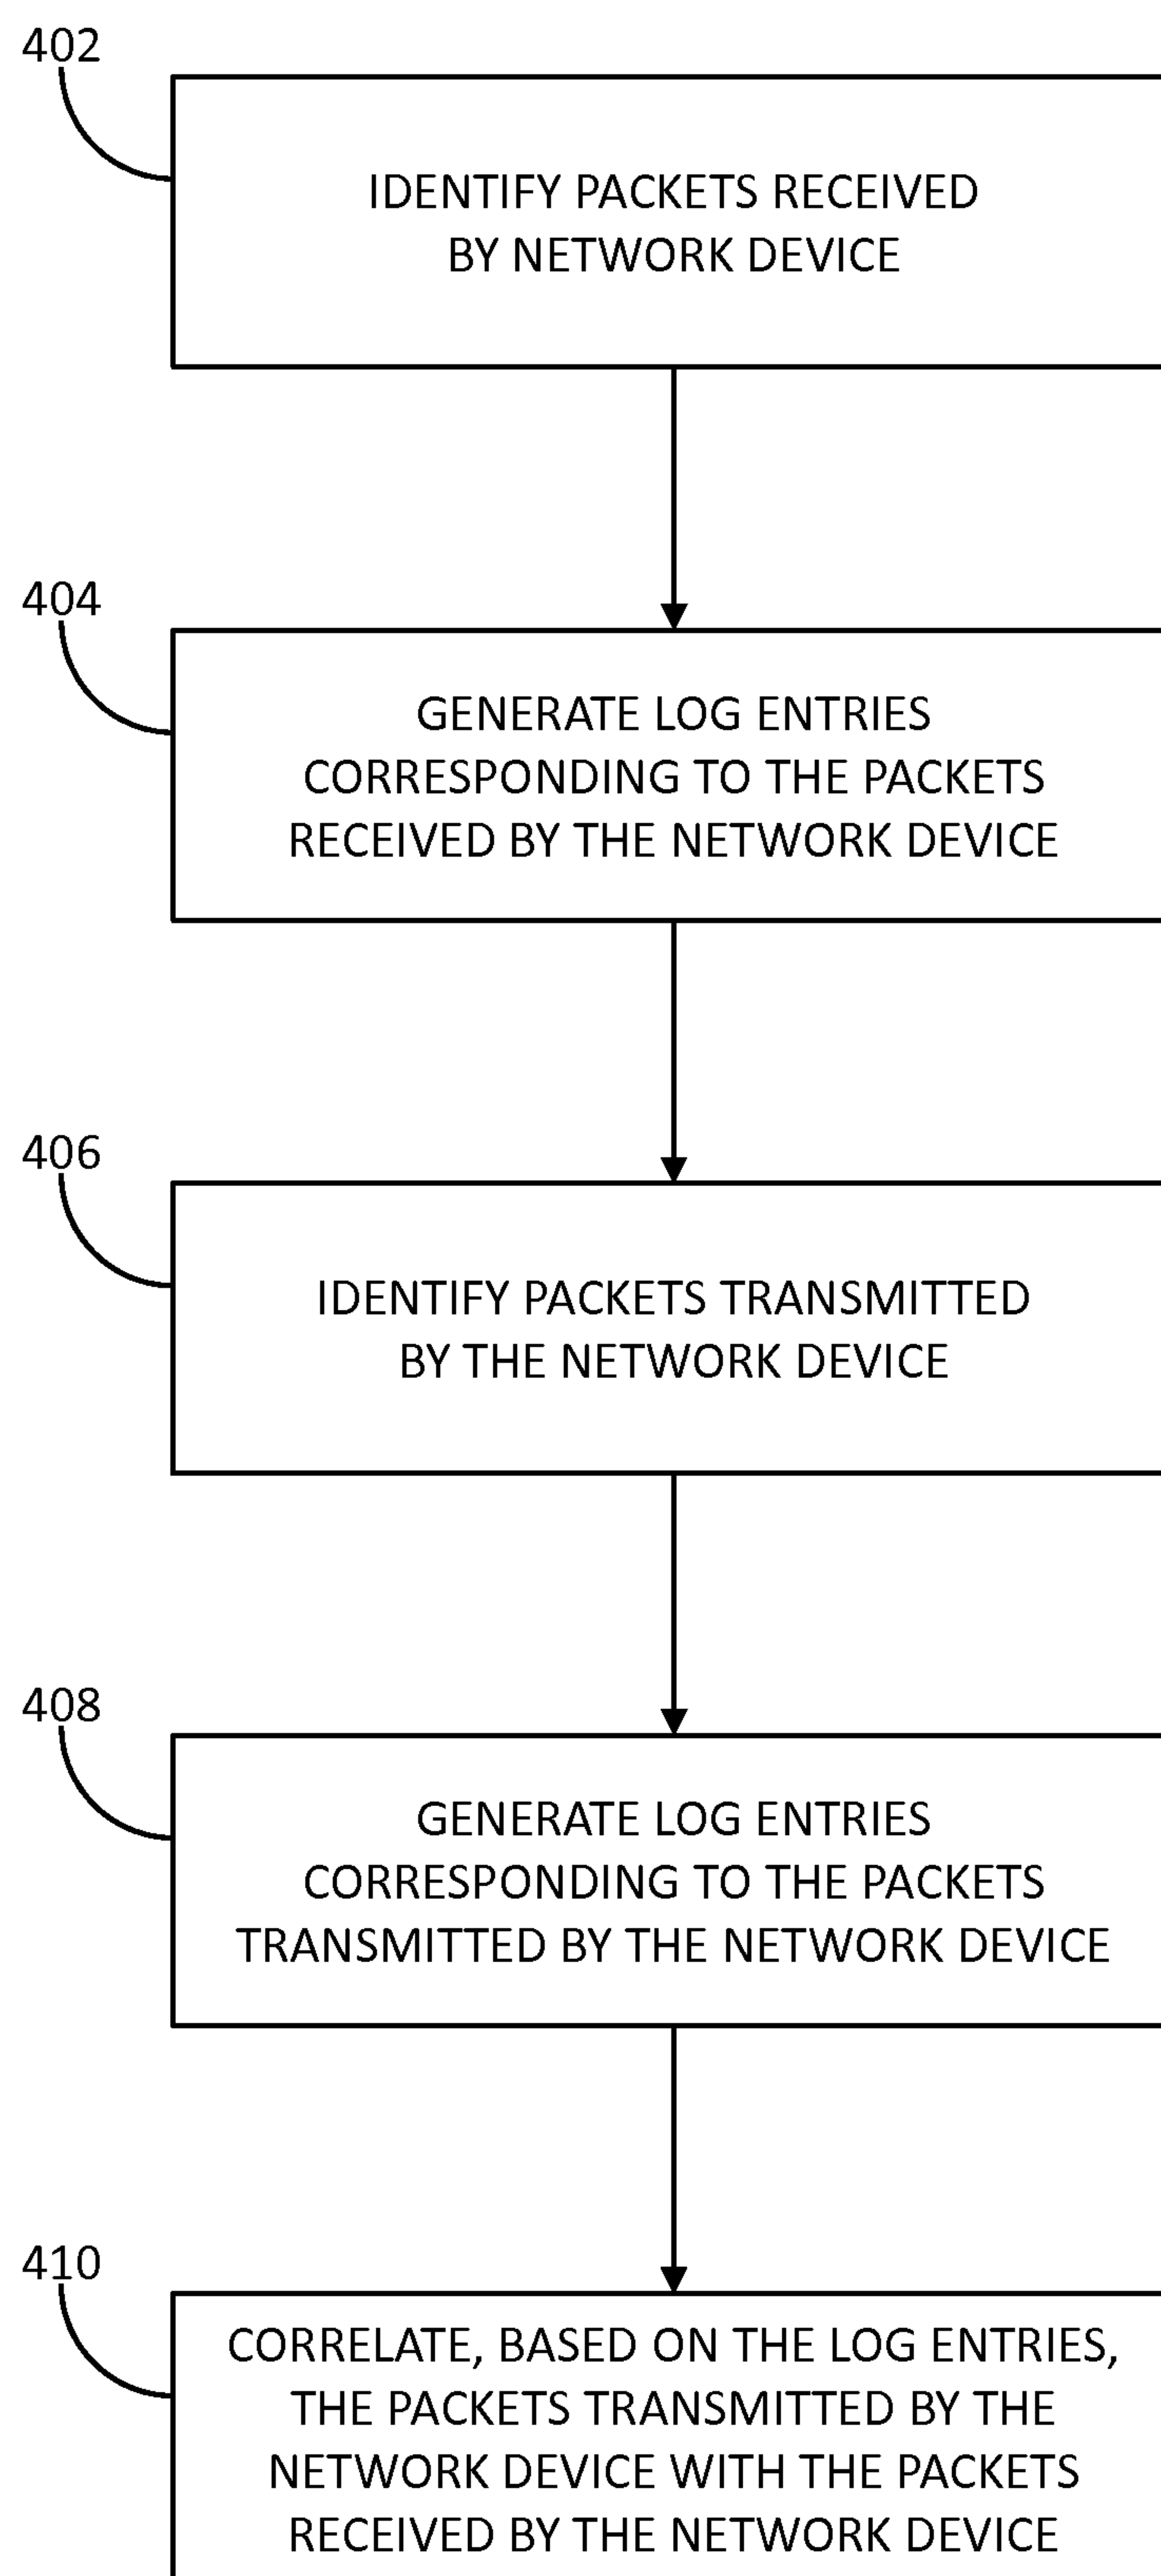 402
IDENTIFY PACKETS RECEIVED
BY NETWORK DEVICE
404
GENERATE LOG ENTRIES
CORRESPONDING TO THE PACKETS
RECEIVED BY THE NETWORK DEVICE
406
IDENTIFY PACKETS TRANSMITTED
BY THE NETWORK DEVICE
408
GENERATE LOG ENTRIES
CORRESPONDING TO THE PACKETS
TRANSMITTED BY THE NETWORK DEVICE
410
CORRELATE, BASED ON THE LOG ENTRIES,
THE PACKETS TRANSMITTED BY THE
NETWORK DEVICE WITH THE PACKETS
RECEIVED BY THE NETWORK DEVICE